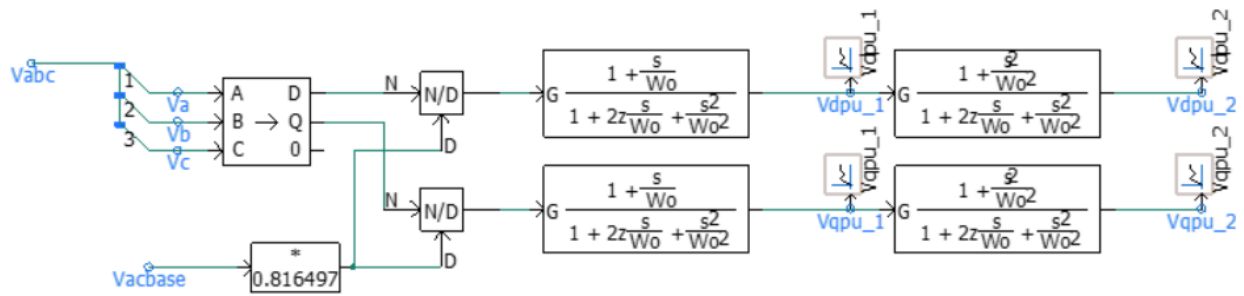 Vabc
1
2
3
Va
Vb
Vc
A
B
C
D
Q
0
N
N/D
D
N
N/D
D
Vacbase
*
0.816497
G
1 + s/Wo
1 + 2z s/Wo + s²/Wo2
Vdpu_1
Vdpu_1
G
1 + s²/Wo2
1 + 2z s/Wo + s²/Wo2
Vdpu_2
Vdpu_2
G
1 + s/Wo
1 + 2z s/Wo + s²/Wo2
Vqpu_1
Vqpu_1
G
1 + s²/Wo2
1 + 2z s/Wo + s²/Wo2
Vqpu_2
Vqpu_2